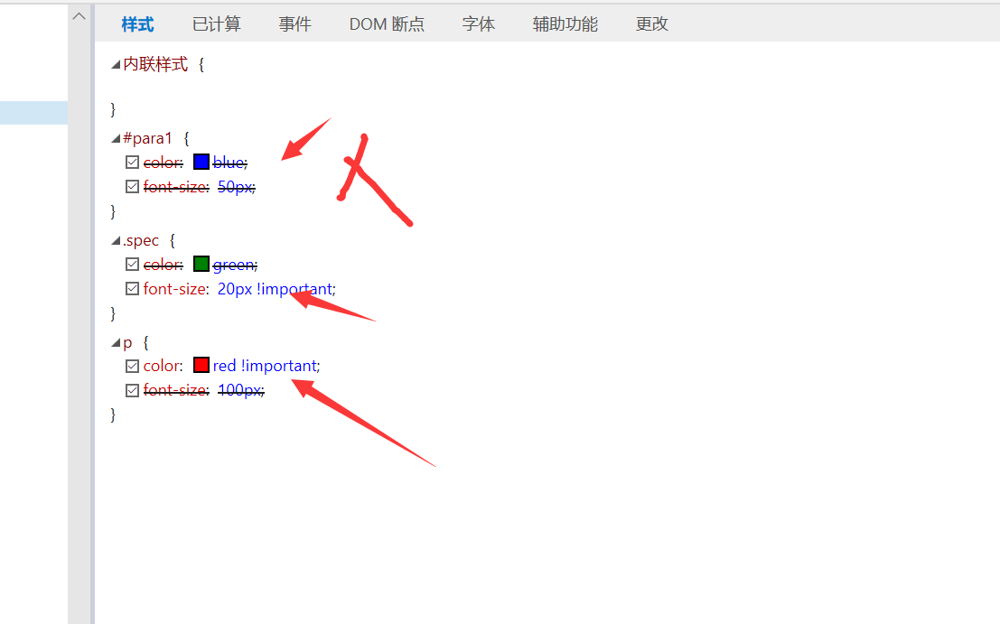 样式 已计算 事件 DOM 断点 字体 辅助功能 更改
内联样式 {
}
#para1 {
color: blue;
font-size: 50px;
}
.spec {
color: green;
font-size: 20px !important;
}
p {
color: red !important;
font-size: 100px;
}